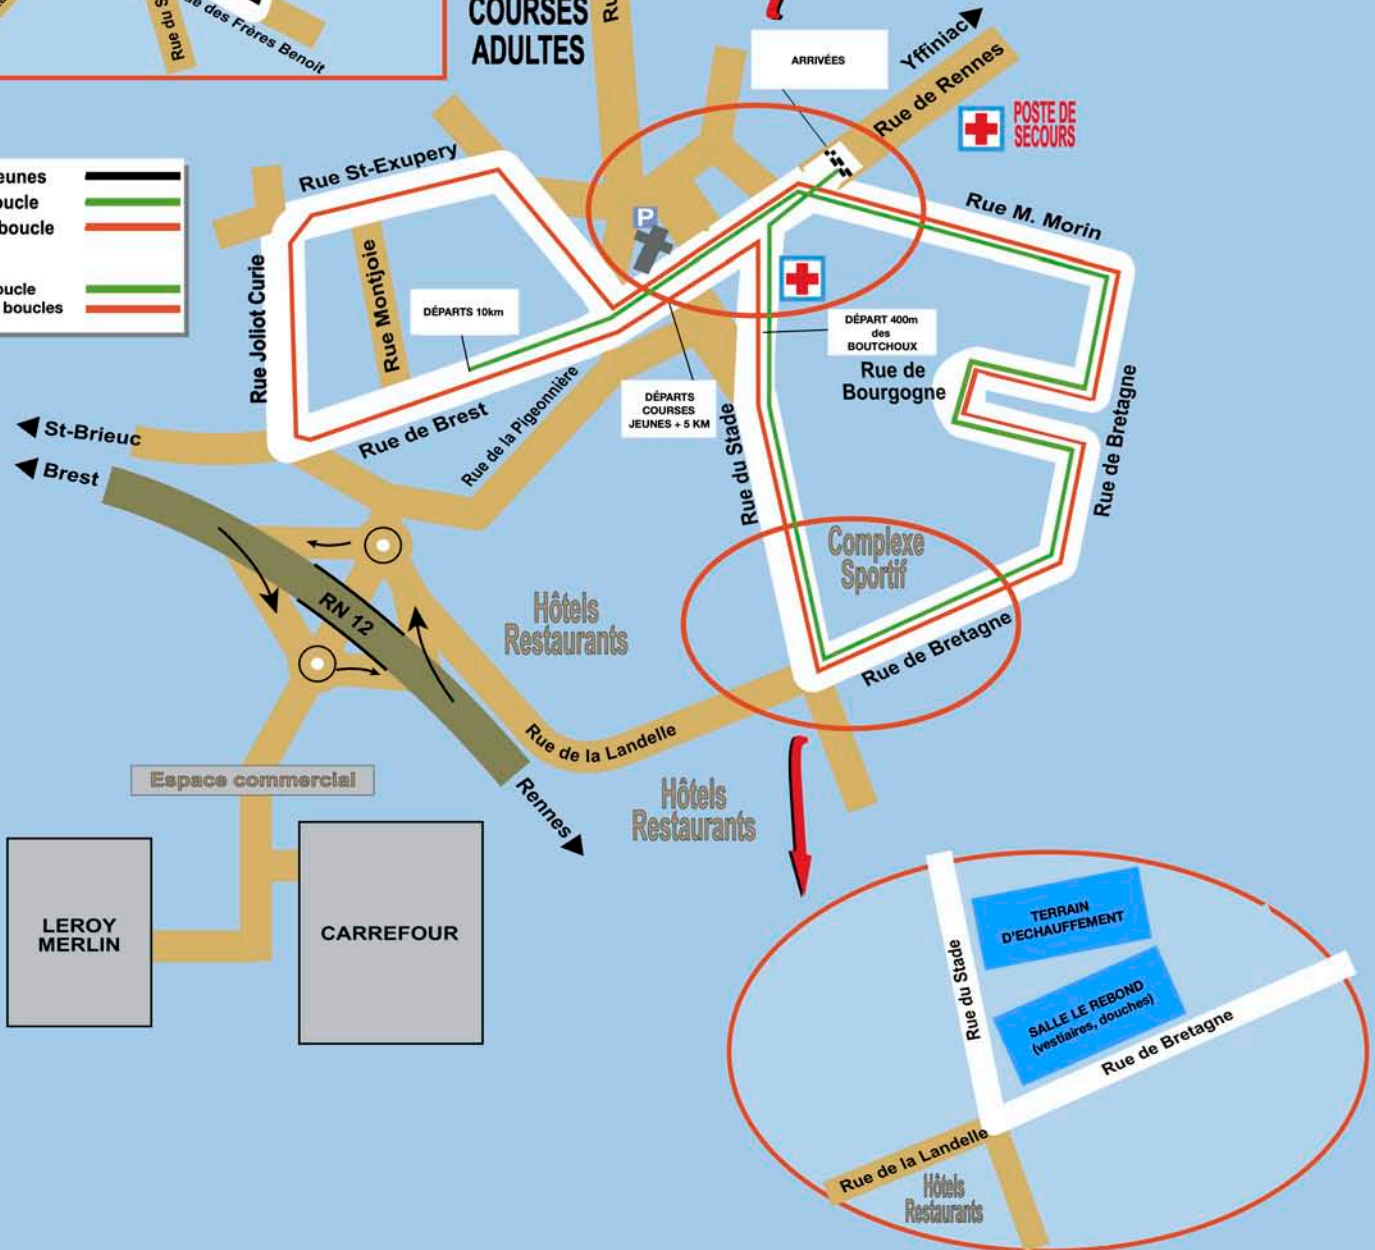 COURSES
ADULTES
Rue du S
e des Frères Benoit
Ru
ARRIVÉES
Yffiniac
Rue de Rennes
POSTE DE
SECOURS
eunes
oucle
boucle
oucle
boucles
Rue St-Exupery
P
Rue M. Morin
Rue Joliot Curie
Rue Montjoie
DÉPARTS 10km
DÉPART 400m
des
BOUTCHOUX
Rue de
Bourgogne
DÉPARTS
COURSES
JEUNES + 5 KM
Rue de Brest
Rue de la Pigeonnière
Rue du Stade
Rue de Bretagne
St-Brieuc
Brest
Complexe
Sportif
RN 12
Hôtels
Restaurants
Rue de Bretagne
Rue de la Landelle
Espace commercial
Rennes
Hôtels
Restaurants
LEROY
MERLIN
CARREFOUR
TERRAIN
D'ECHAUFFEMENT
Rue du Stade
SALLE LE REBOND
(vestiaires, douches)
Rue de Bretagne
Rue de la Landelle
Hôtels
Restaurants